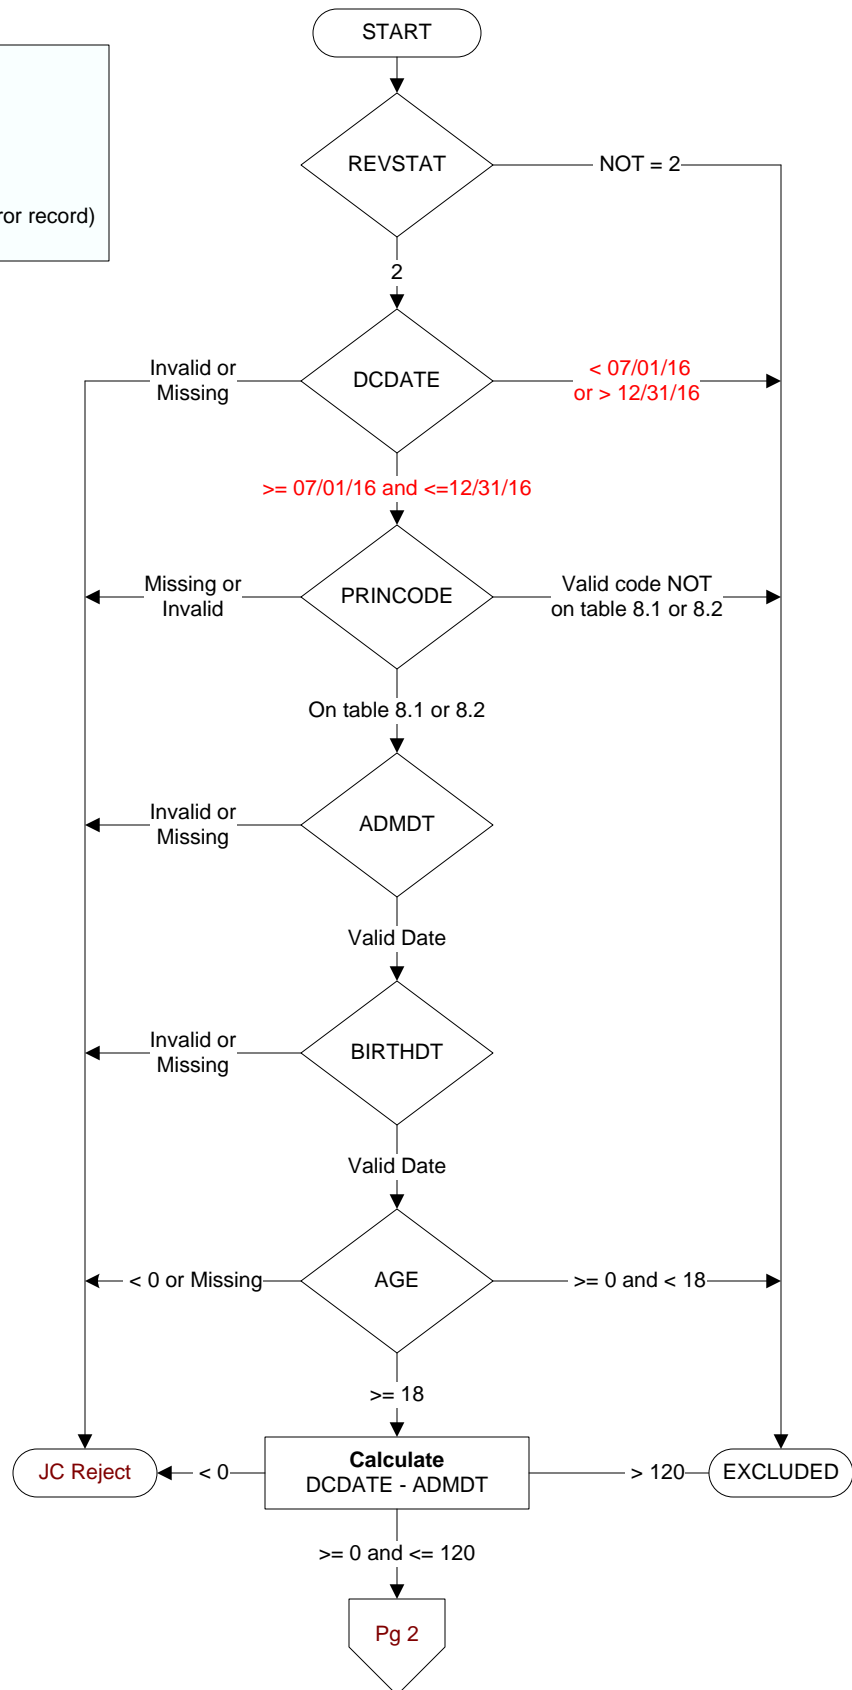 START
ror record)
REVSTAT
NOT = 2
2
Invalid or
Missing
DCDATE
< 07/01/16
or > 12/31/16
>= 07/01/16 and <=12/31/16
Missing or
Invalid
PRINCODE
Valid code NOT
on table 8.1 or 8.2
On table 8.1 or 8.2
Invalid or
Missing
ADMDT
Valid Date
Invalid or
Missing
BIRTHDT
Valid Date
< 0 or Missing
AGE
>= 0 and < 18
>= 18
JC Reject
< 0
Calculate
DCDATE - ADMDT
> 120
EXCLUDED
>= 0 and <= 120
Pg 2